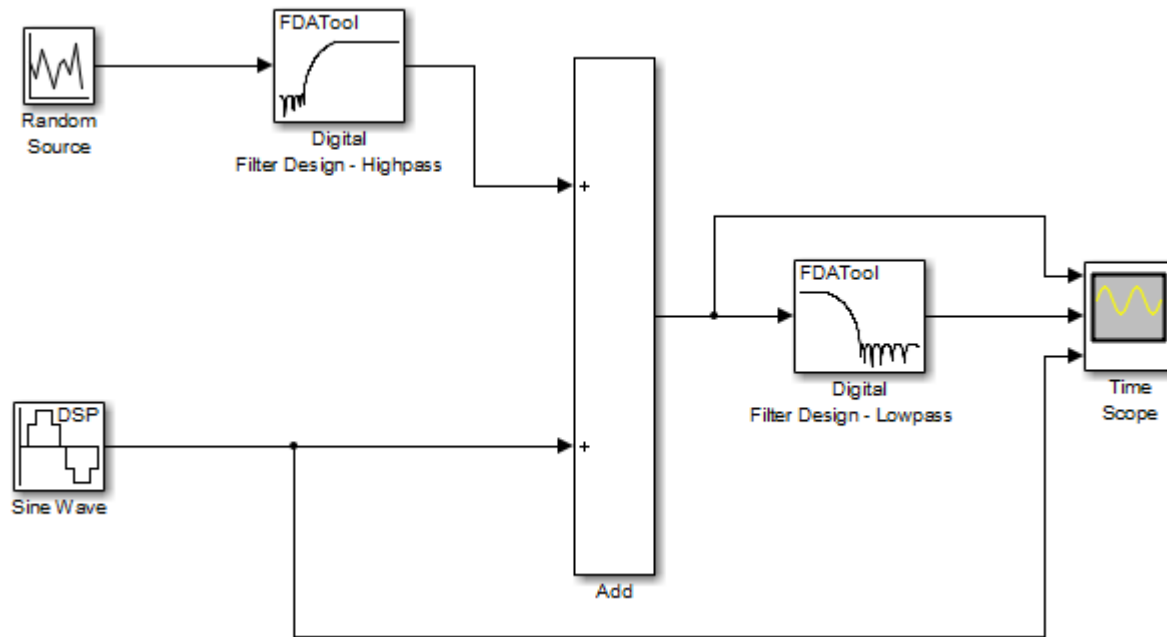 FDATool
Random
Source
Digital
Filter Design - Highpass
+
FDATool
Digital
Filter Design - Lowpass
Time
Scope
DSP
Sine Wave
+
Add